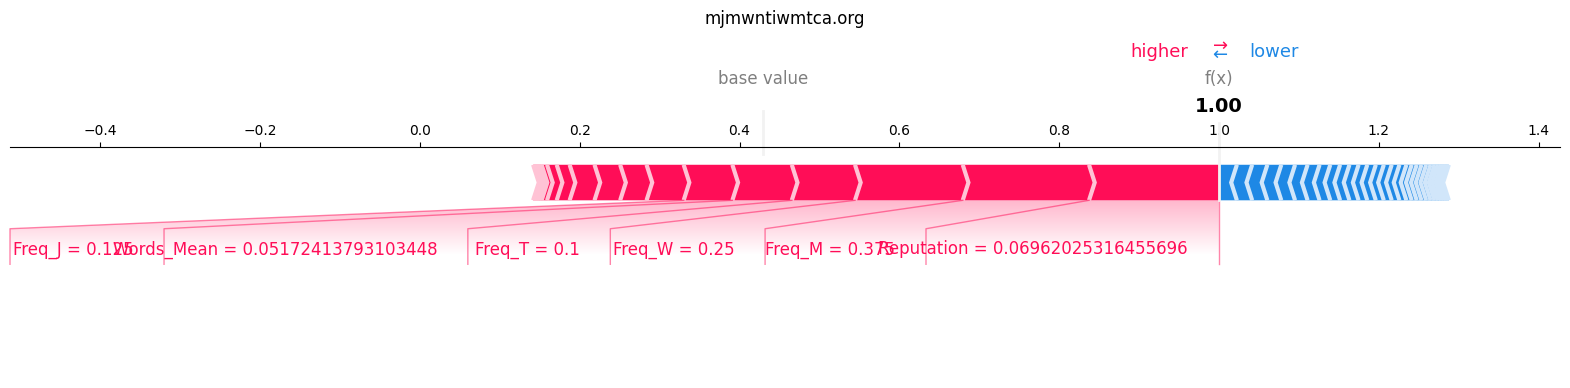 mjmwntiwmtca.org
higher → ← lower
base value f(x)
1.00
−0.4 −0.2 0.0 0.2 0.4 0.6 0.8 1.0 1.2 1.4
Freq_J = 0.125 Words_Mean = 0.05172413793103448 Freq_T = 0.1 Freq_W = 0.25 Freq_M = 0.375 Reputation = 0.06962025316455696